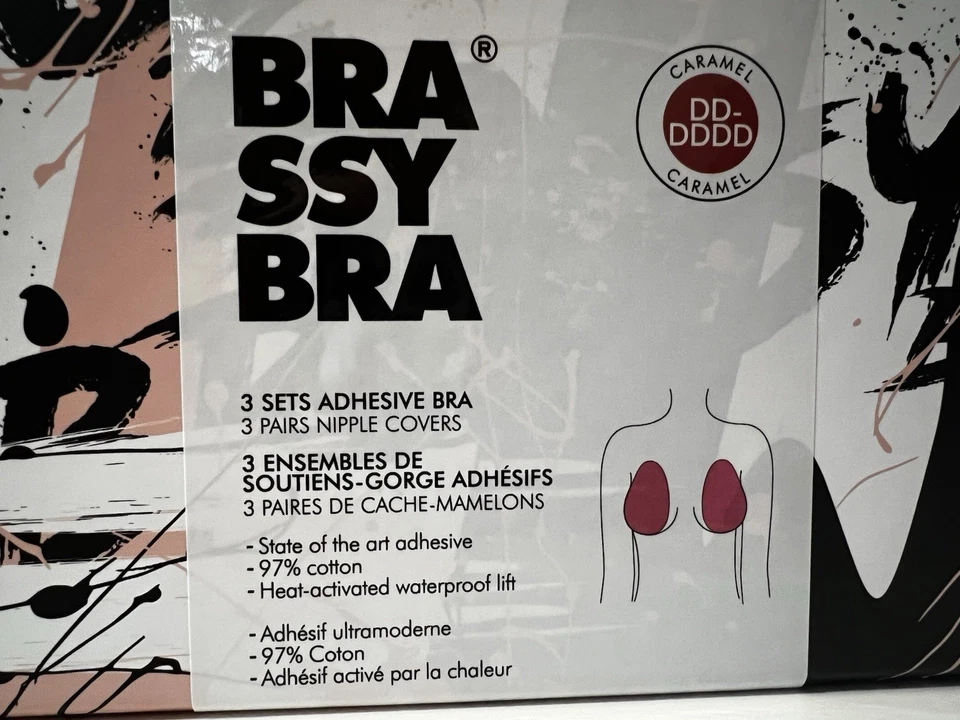 BRA®
SSY
BRA
CARAMEL
DD-
DDDD
CARAMEL
3 SETS ADHESIVE BRA
3 PAIRS NIPPLE COVERS
3 ENSEMBLES DE
SOUTIENS-GORGE ADHÉSIFS
3 PAIRES DE CACHE-MAMELONS
- State of the art adhesive
- 97% cotton
- Heat-activated waterproof lift
- Adhésif ultramoderne
- 97% Coton
- Adhésif activé par la chaleur